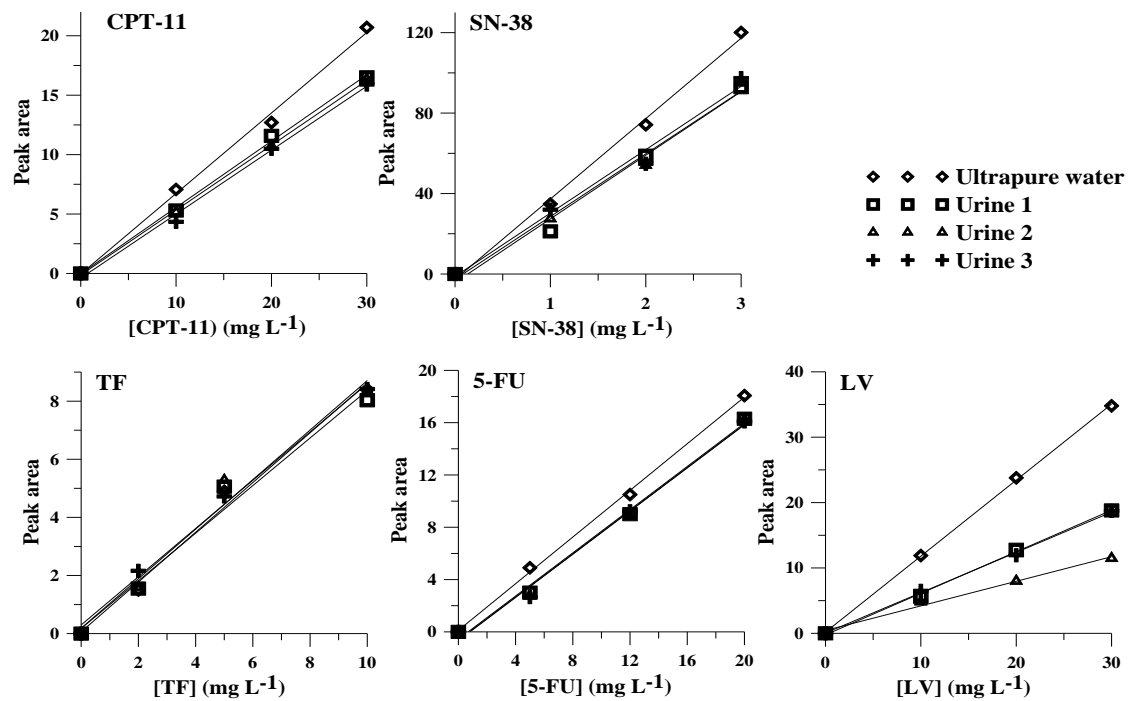 CPT-11
Peak area
20
15
10
5
0
0 10 20 30
[CPT-11) (mg L-1)
SN-38
Peak area
120
80
40
0
0 1 2 3
[SN-38] (mg L-1)
Ultrapure water
Urine 1
Urine 2
Urine 3
TF
Peak area
8
6
4
2
0
0 2 4 6 8 10
[TF] (mg L-1)
5-FU
Peak area
20
16
12
8
4
0
0 4 8 12 16 20
[5-FU] (mg L-1)
LV
Peak area
40
30
20
10
0
0 10 20 30
[LV] (mg L-1)